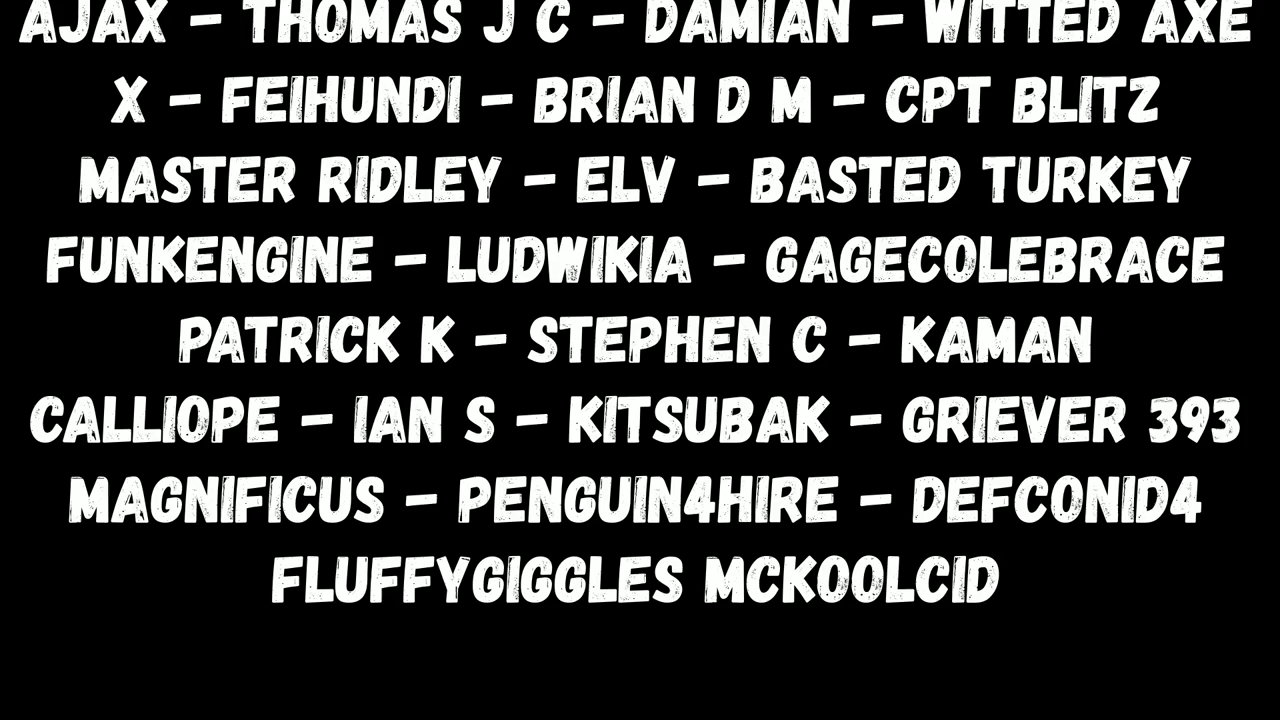 AJAX - THOMAS J C - DAMIAN - WITTED AXE
X - FEIHUNDI - BRIAN D M - CPT BLITZ
MASTER RIDLEY - ELV - BASTED TURKEY
FUNKENGINE - LUDWIKIA - GAGECOLEBRACE
PATRICK K - STEPHEN C - KAMAN
CALLIOPE - IAN S - KITSUBAK - GRIEVER 393
MAGNIFICUS - PENGUIN4HIRE - DEFCONID4
FLUFFYGIGGLES MCKOOLCID